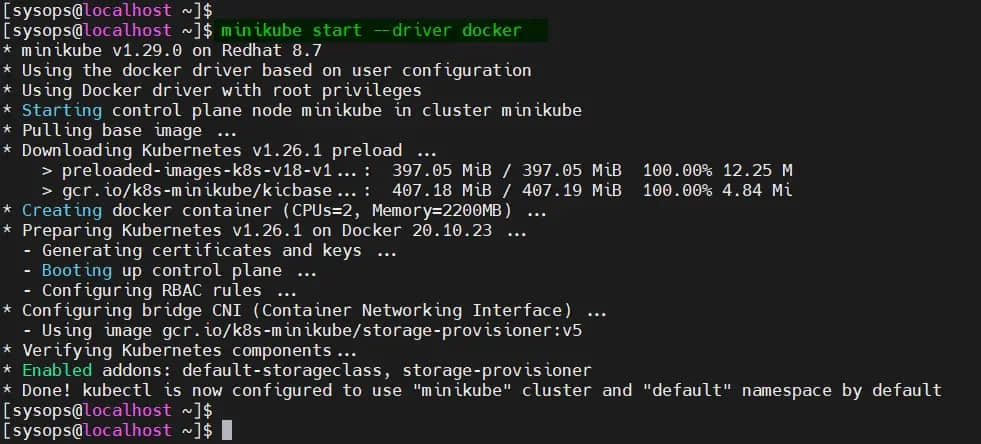 [sysops@localhost ~]$
[sysops@localhost ~]$ minikube start --driver docker
* minikube v1.29.0 on Redhat 8.7
* Using the docker driver based on user configuration
* Using Docker driver with root privileges
* Starting control plane node minikube in cluster minikube
* Pulling base image ...
* Downloading Kubernetes v1.26.1 preload ...
    > preloaded-images-k8s-v18-v1...:  397.05 MiB / 397.05 MiB  100.00% 12.25 M
    > gcr.io/k8s-minikube/kicbase...:  407.18 MiB / 407.19 MiB  100.00% 4.84 Mi
* Creating docker container (CPUs=2, Memory=2200MB) ...
* Preparing Kubernetes v1.26.1 on Docker 20.10.23 ...
  - Generating certificates and keys ...
  - Booting up control plane ...
  - Configuring RBAC rules ...
* Configuring bridge CNI (Container Networking Interface) ...
  - Using image gcr.io/k8s-minikube/storage-provisioner:v5
* Verifying Kubernetes components...
* Enabled addons: default-storageclass, storage-provisioner
* Done! kubectl is now configured to use "minikube" cluster and "default" namespace by default
[sysops@localhost ~]$
[sysops@localhost ~]$